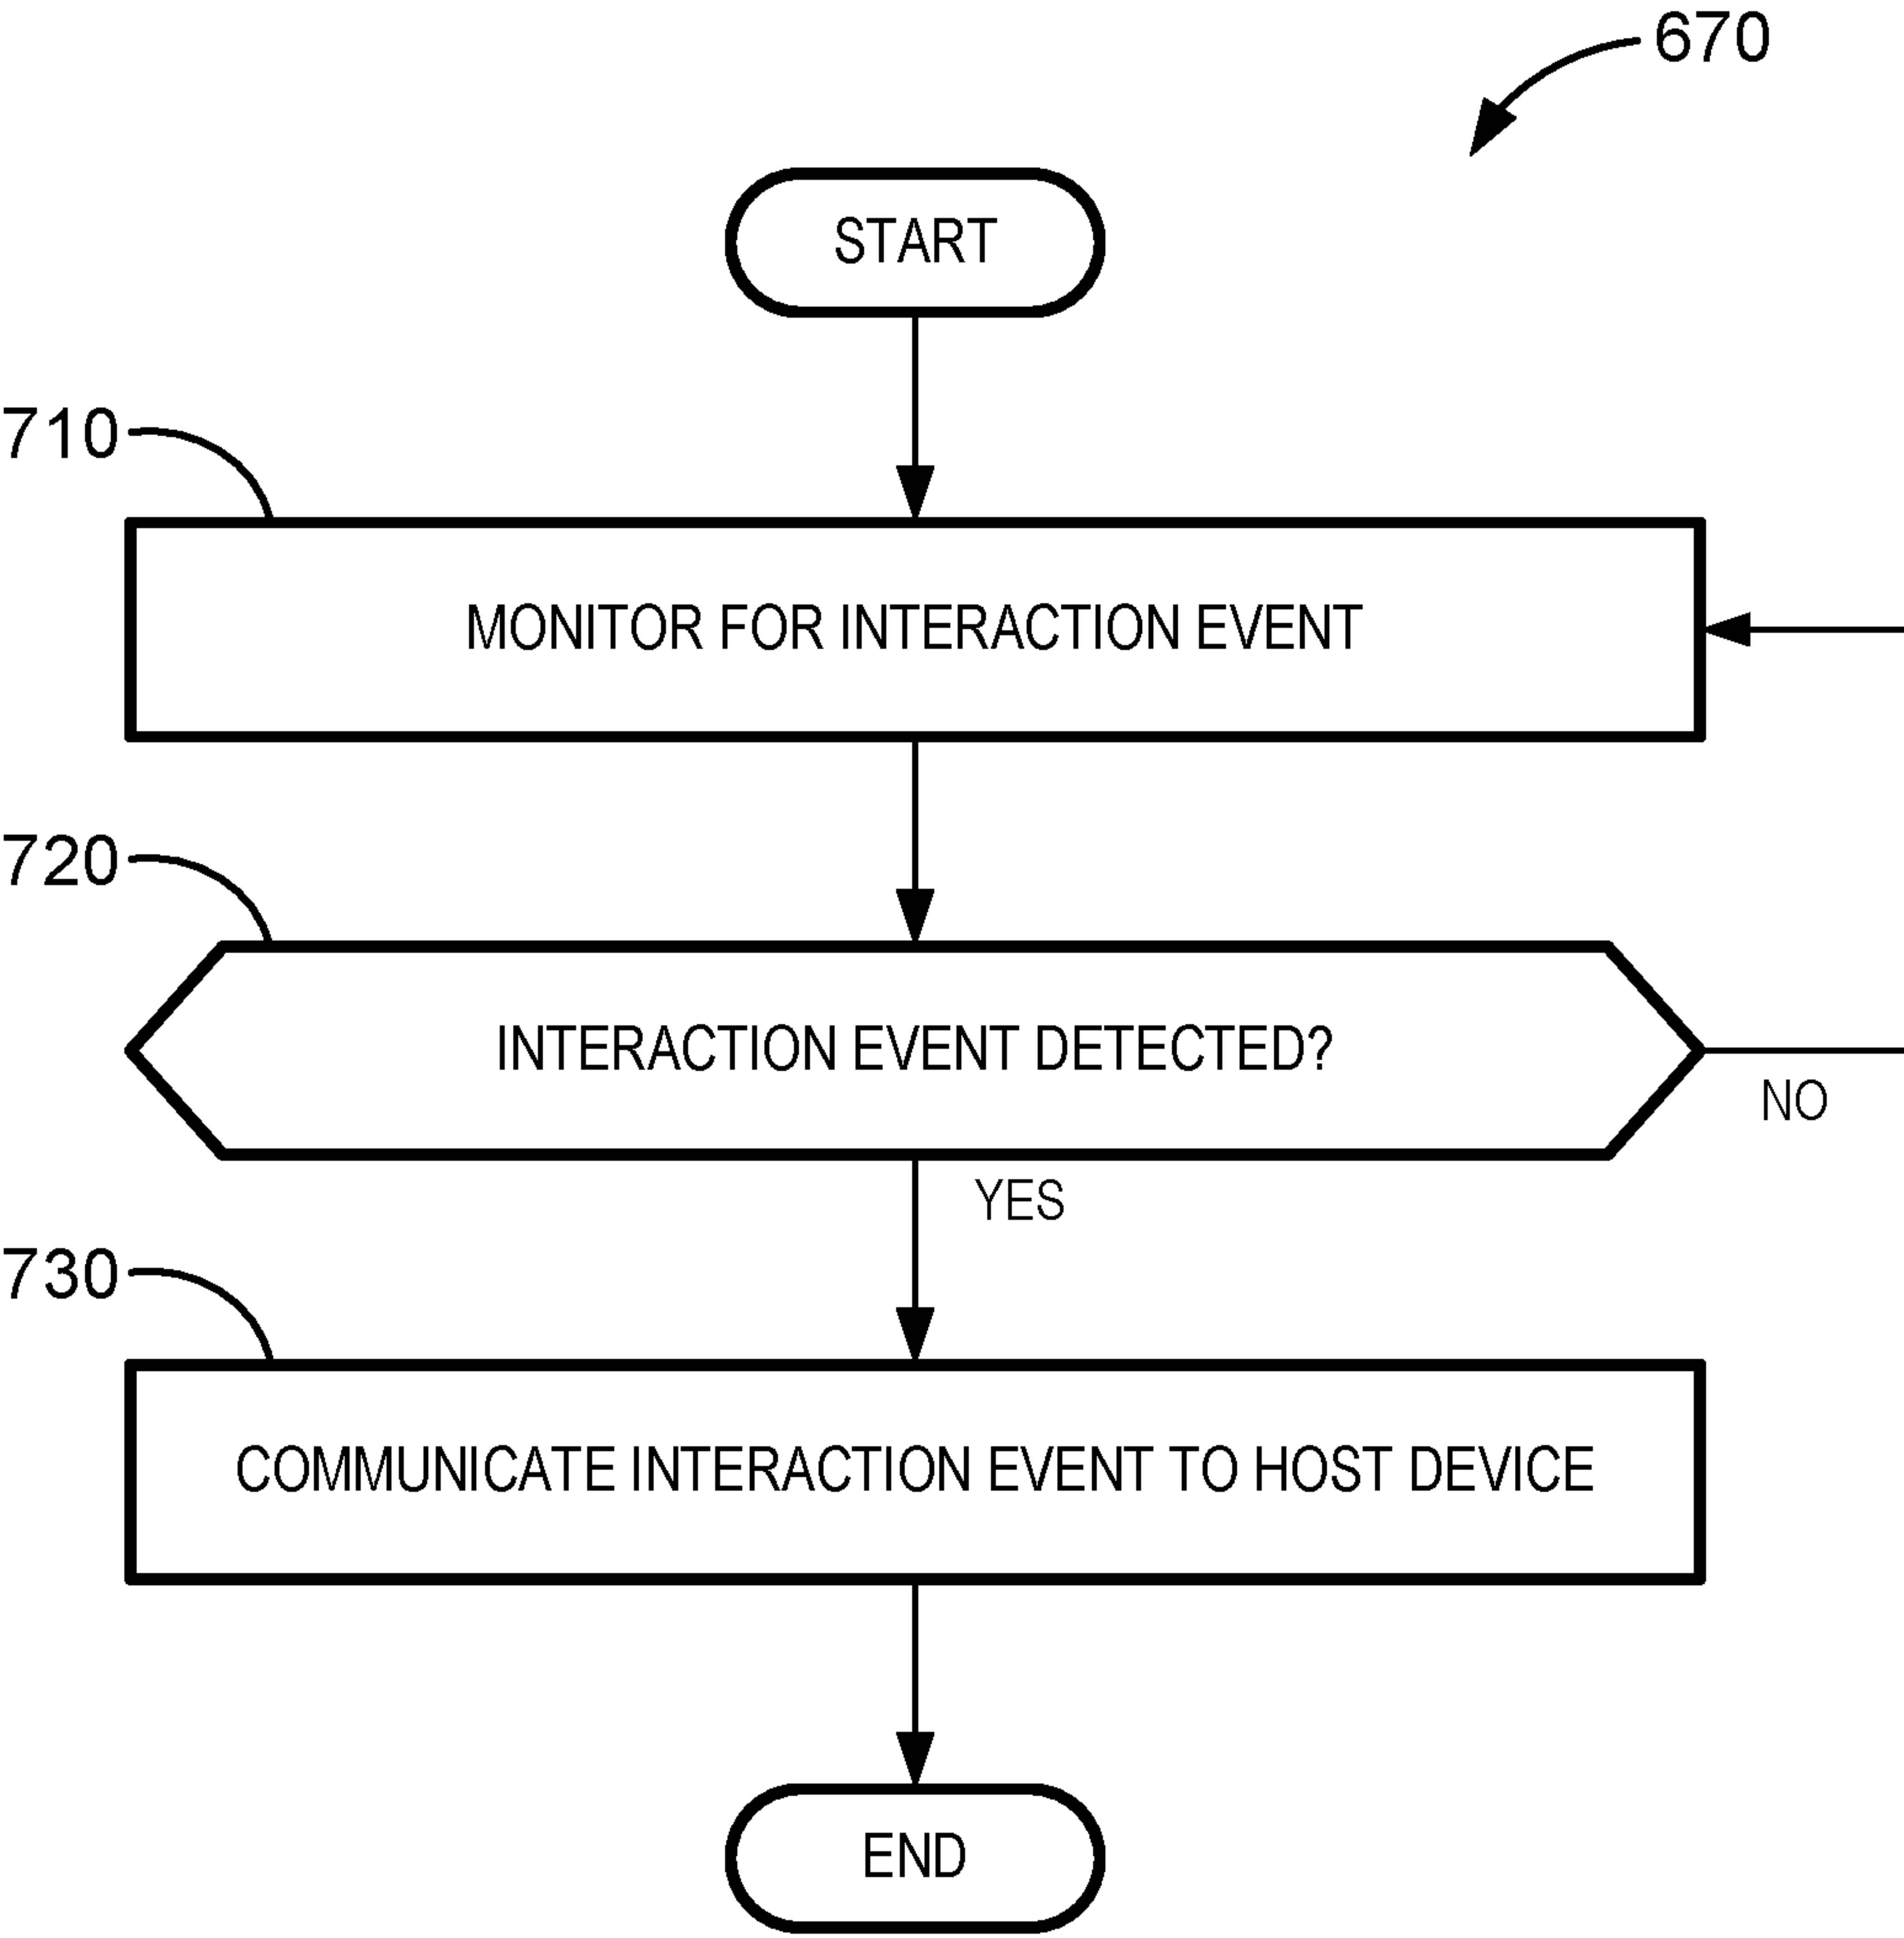 670
START
710
MONITOR FOR INTERACTION EVENT
720
INTERACTION EVENT DETECTED?
NO
YES
730
COMMUNICATE INTERACTION EVENT TO HOST DEVICE
END